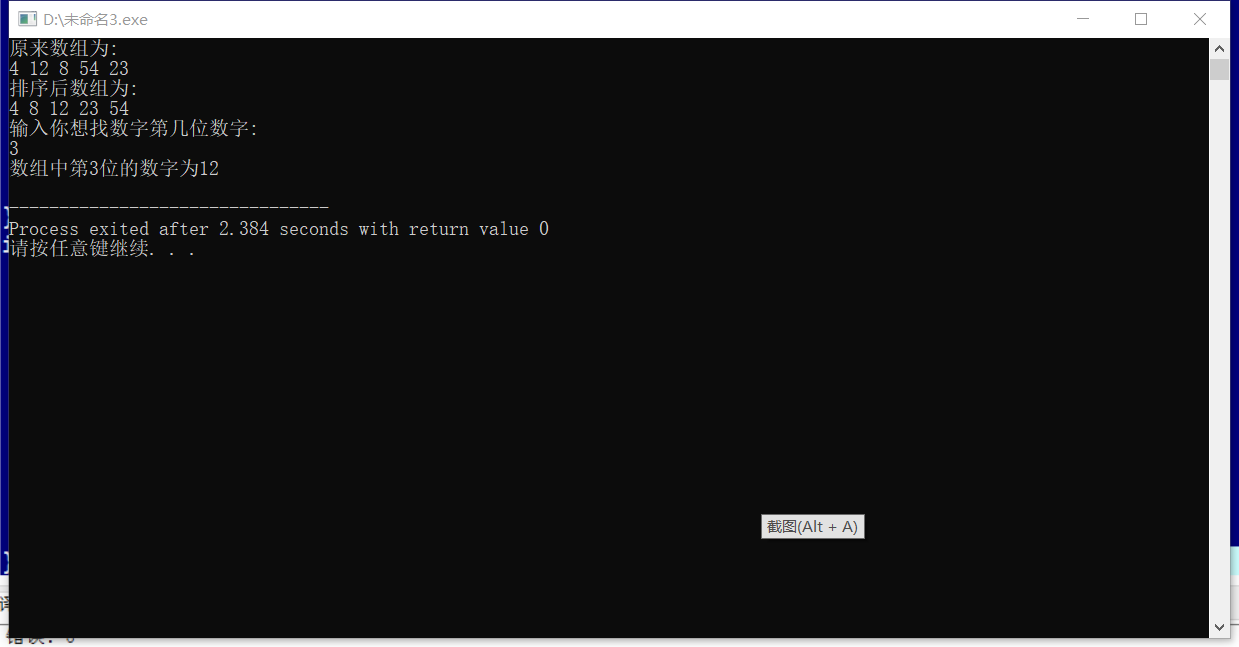 D:\未命名3.exe
原来数组为:
4 12 8 54 23
排序后数组为:
4 8 12 23 54
输入你想找数字第几位数字:
3
数组中第3位的数字为12
--------------------------------
Process exited after 2.384 seconds with return value 0
请按任意键继续. . .
截图(Alt + A)